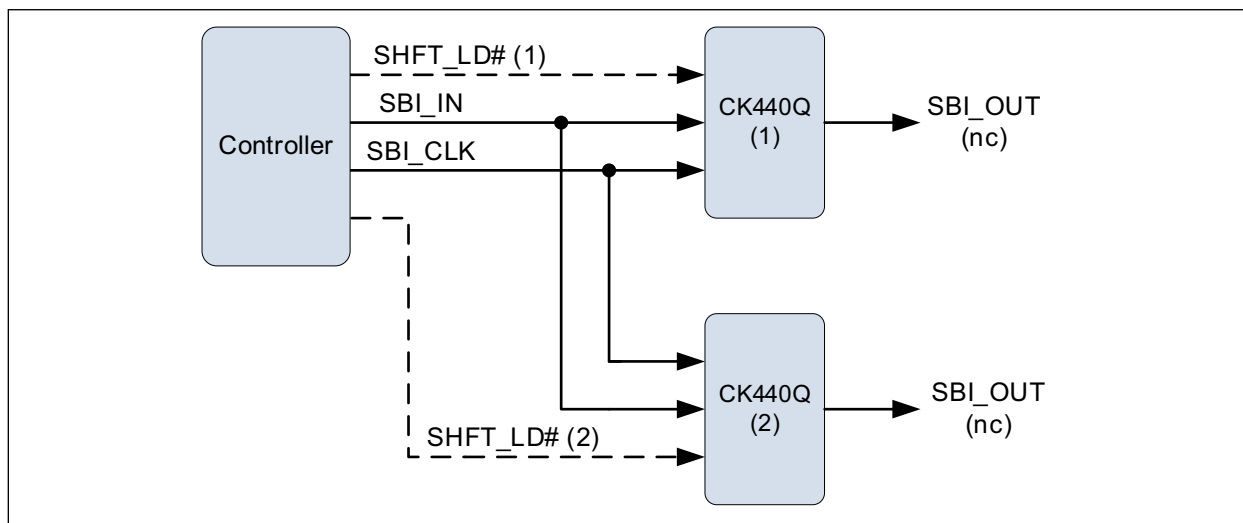 SHFT_LD# (1)
SBI_IN
SBI_CLK
Controller
CK440Q
(1)
SBI_OUT
(nc)
CK440Q
(2)
SBI_OUT
(nc)
SHFT_LD# (2)